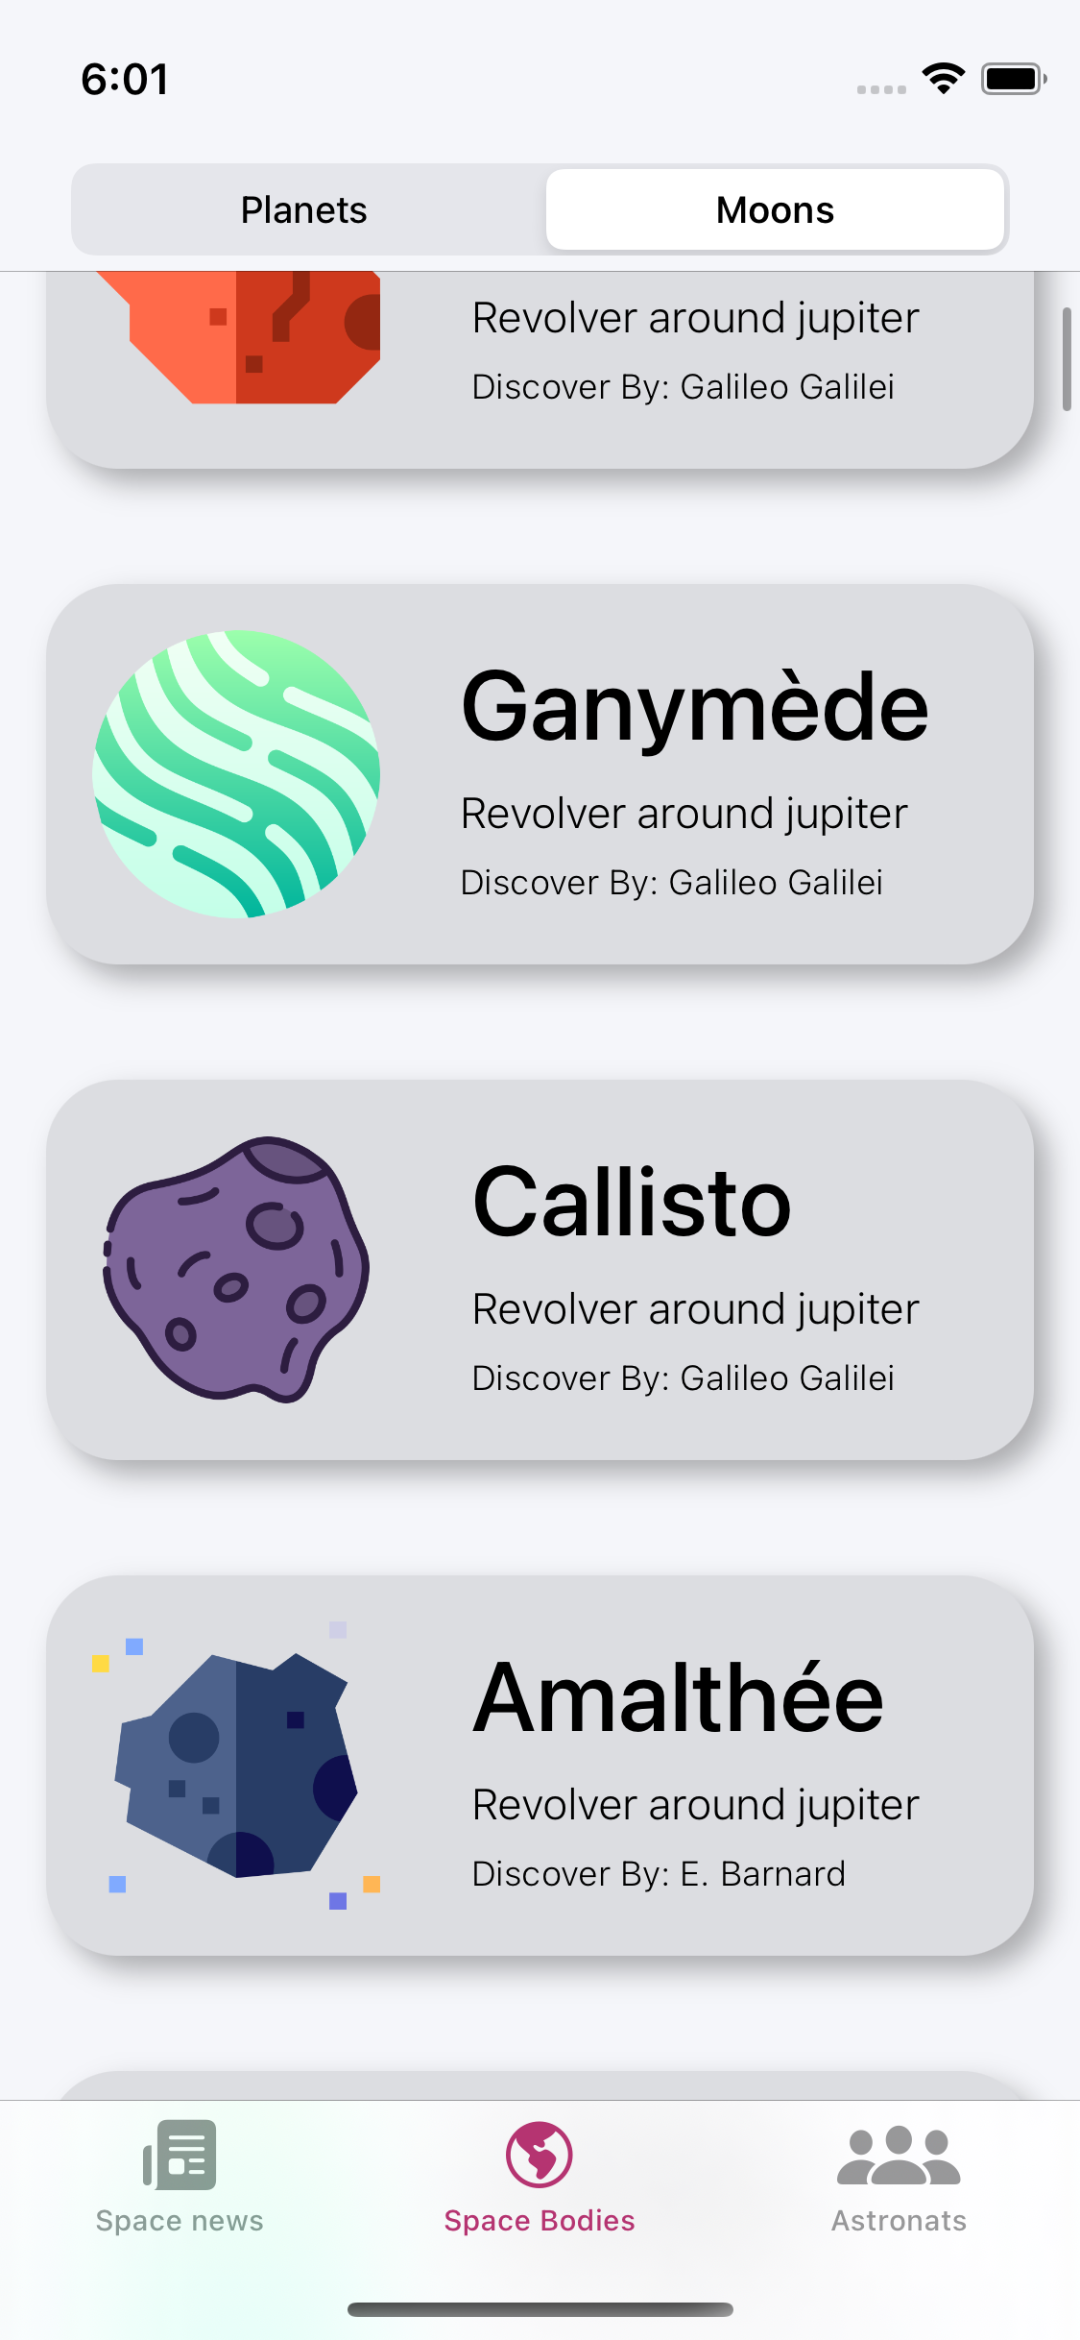 6:01
Planets
Moons
Revolver around jupiter
Discover By: Galileo Galilei
Ganymède
Revolver around jupiter
Discover By: Galileo Galilei
Callisto
Revolver around jupiter
Discover By: Galileo Galilei
Amalthée
Revolver around jupiter
Discover By: E. Barnard
Space news
Space Bodies
Astronats